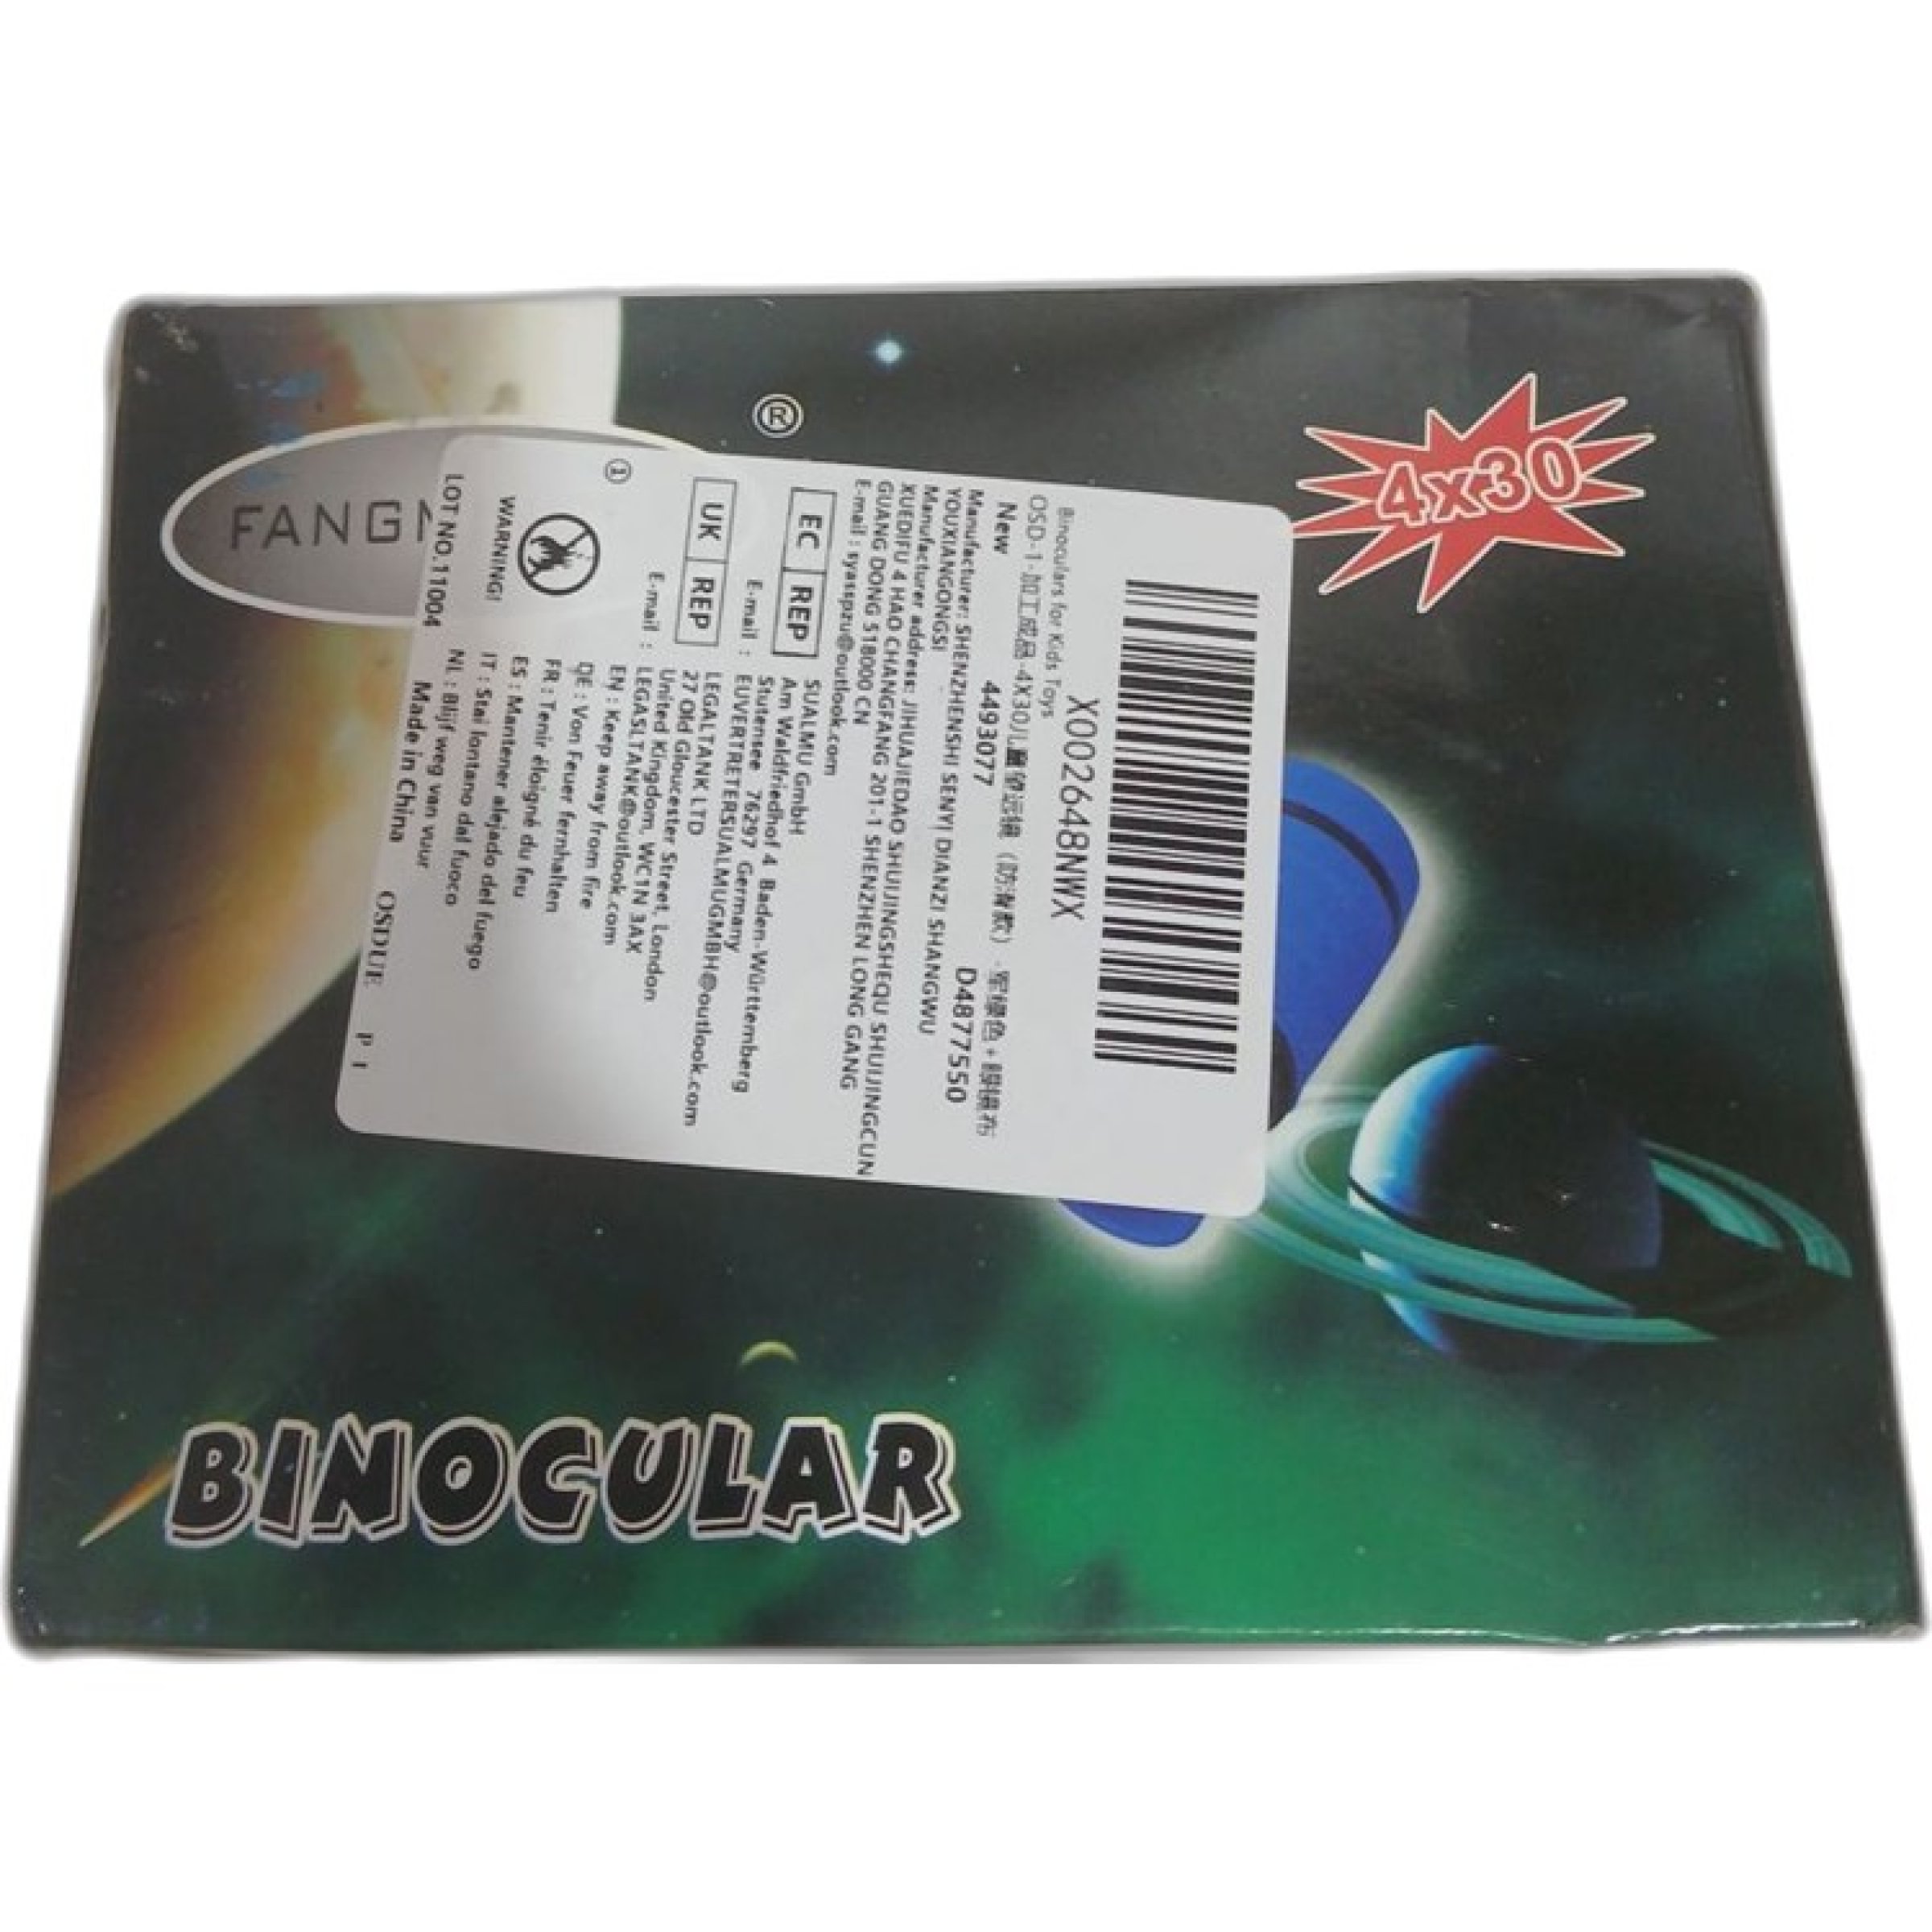 FANGN
®
4x30
X002648NWX
Binoculars for Kids Toys
OSD-1-加工成品-4X30儿童望远镜（防滑款）-军绿色+眼镜布
New 4493077 D4877550
Manufacturer: SHENZHENSHI SENYI DIANZI SHANGWU
YOUXIANGONGSI
Manufacturer address: JIHUAJIEDAO SHUIJINGSHEQU SHUIJINGCUN
XUEDIFU 4 HAO CHANGFANG 201-1 SHENZHEN LONG GANG
GUANG DONG 518000 CN
E-mail : syasspzu@outlook.com
EC REP SUALMU GmbH
Am Waldfriedhof 4 Baden-Württemberg
Stutensee 76297 Germany
E-mail : EUVERTRETERSUALMUGMBH@outlook.com
UK REP LEGALTANK LTD
27 Old Gloucester Street, London
United Kingdom, WC1N 3AX
E-mail : LEGASLTANK@outlook.com
①
EN : Keep away from fire
DE : Von Feuer fernhalten
FR : Tenir éloigné du feu
ES : Mantener alejado del fuego
WARNING! IT : Stai lontano dal fuoco
NL : Blijf weg van vuur
LOT NO.11004 Made in China OSDUE P 1
BINOCULAR